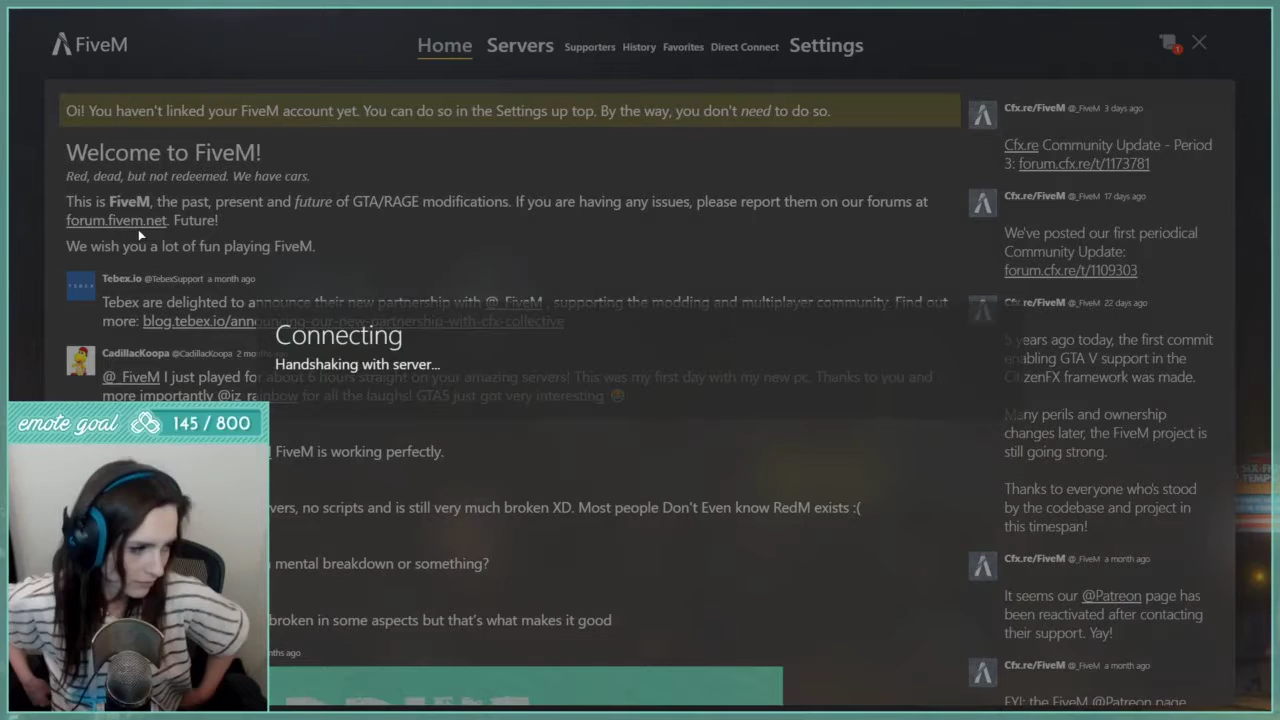 FiveM
Home Servers Supporters History Favorites Direct Connect Settings
1
Oi! You haven't linked your FiveM account yet. You can do so in the Settings up top. By the way, you don't need to do so.
Welcome to FiveM!
Red, dead, but not redeemed. We have cars.
This is FiveM, the past, present and future of GTA/RAGE modifications. If you are having any issues, please report them on our forums at
forum.fivem.net. Future!
We wish you a lot of fun playing FiveM.
Tebex.io @TebexSupport a month ago
Tebex are delighted to announce their new partnership with @_FiveM , supporting the modding and multiplayer community. Find out
more: blog.tebex.io/announcing-our-new-partnership-with-cfx-collective
Connecting
Handshaking with server...
CadillacKoopa @CadillacKoopa 2 mo
@_FiveM I just played for about 6 hours straight on your amazing servers! This was my first day with my new pc. Thanks to you and
more importantly @iz_rainbow for all the laughs! GTA5 just got very interesting
FiveM is working perfectly.
vers, no scripts and is still very much broken XD. Most people Don't Even know RedM exists :(
mental breakdown or something?
broken in some aspects but that's what makes it good
ths ago
emote goal 145 / 800
Cfx.re/FiveM @_FiveM 3 days ago
Cfx.re Community Update - Period
3: forum.cfx.re/t/1173781
Cfx.re/FiveM @_FiveM 17 days ago
We've posted our first periodical
Community Update:
forum.cfx.re/t/1109303
Cfx.re/FiveM @_FiveM 22 days ago
5 years ago today, the first commit
enabling GTA V support in the
CitizenFX framework was made.
Many perils and ownership
changes later, the FiveM project is
still going strong.
Thanks to everyone who's stood
by the codebase and project in
this timespan!
Cfx.re/FiveM @_FiveM a month ago
It seems our @Patreon page has
been reactivated after contacting
their support. Yay!
Cfx.re/FiveM @_FiveM a month ago
FYI: the FiveM @Patreon page